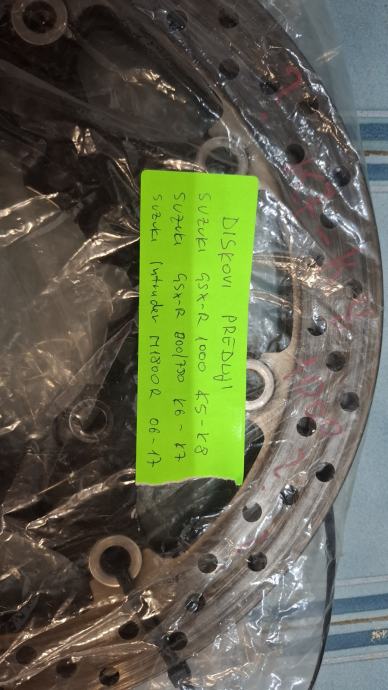 DISKOVI PREDNJI
SUZUKI GSX-R 1000 K5-K8
SUZUKI GSX-R 600/750 K6-K7
SUZUKI Intruder M1800R 06-17